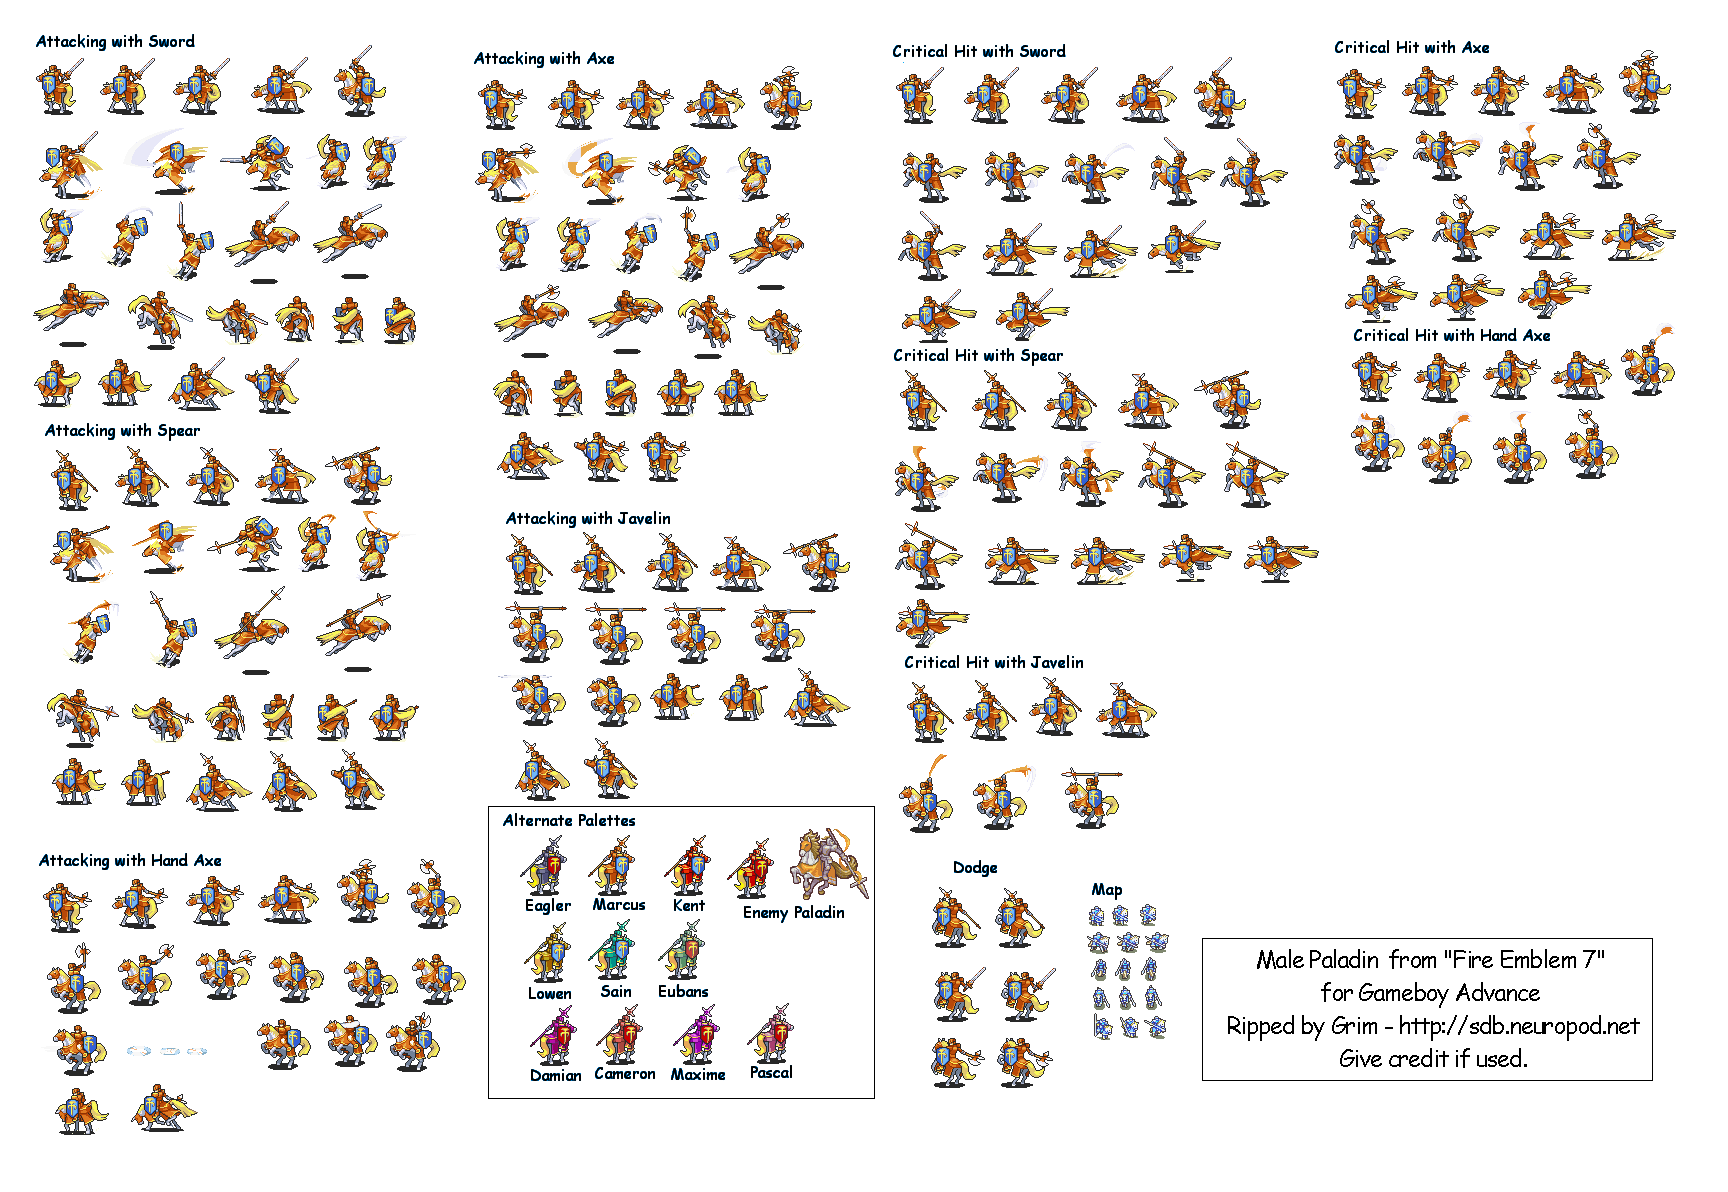 Attacking with Sword
Attacking with Axe
Critical Hit with Sword
Critical Hit with Axe
Critical Hit with Hand Axe
Critical Hit with Spear
Attacking with Spear
Attacking with Javelin
Critical Hit with Javelin
Alternate Palettes
Eagler Marcus Kent Enemy Paladin
Lowen Sain Eubans
Damian Cameron Maxime Pascal
Attacking with Hand Axe
Dodge
Map
Male Paladin from "Fire Emblem 7"
for Gameboy Advance
Ripped by Grim - http://sdb.neuropod.net
Give credit if used.